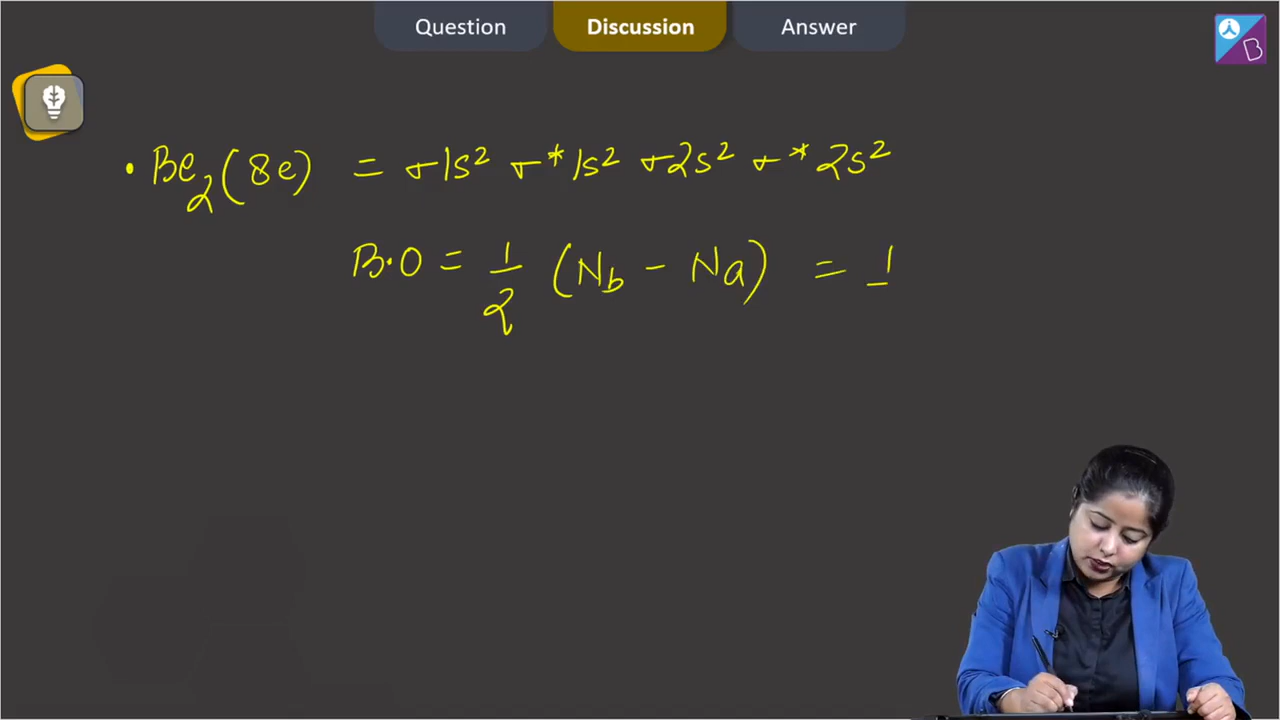 Question Discussion Answer
B
• Be₂(8e) = σ1s² σ*1s² σ2s² σ*2s²
B.O = 1/2 (Nb - Na) = 1